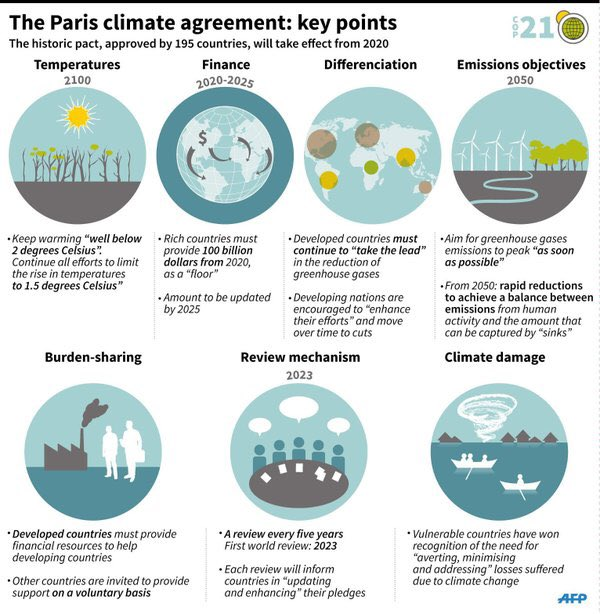 The Paris climate agreement: key points
The historic pact, approved by 195 countries, will take effect from 2020
COP
21
Temperatures
2100
• Keep warming “well below
2 degrees Celsius”.
Continue all efforts to limit
the rise in temperatures
to 1.5 degrees Celsius”
Finance
2020-2025
$
• Rich countries must
provide 100 billion
dollars from 2020,
as a “floor”
• Amount to be updated
by 2025
Differenciation
• Developed countries must
continue to “take the lead”
in the reduction of
greenhouse gases
• Developing nations are
encouraged to “enhance
their efforts” and move
over time to cuts
Emissions objectives
2050
• Aim for greenhouse gases
emissions to peak “as soon
as possible”
• From 2050: rapid reductions
to achieve a balance between
emissions from human
activity and the amount that
can be captured by “sinks”
Burden-sharing
• Developed countries must provide
financial resources to help
developing countries
• Other countries are invited to provide
support on a voluntary basis
Review mechanism
2023
• A review every five years
First world review: 2023
• Each review will inform
countries in “updating
and enhancing” their pledges
Climate damage
• Vulnerable countries have won
recognition of the need for
“averting, minimising
and addressing” losses suffered
due to climate change
AFP